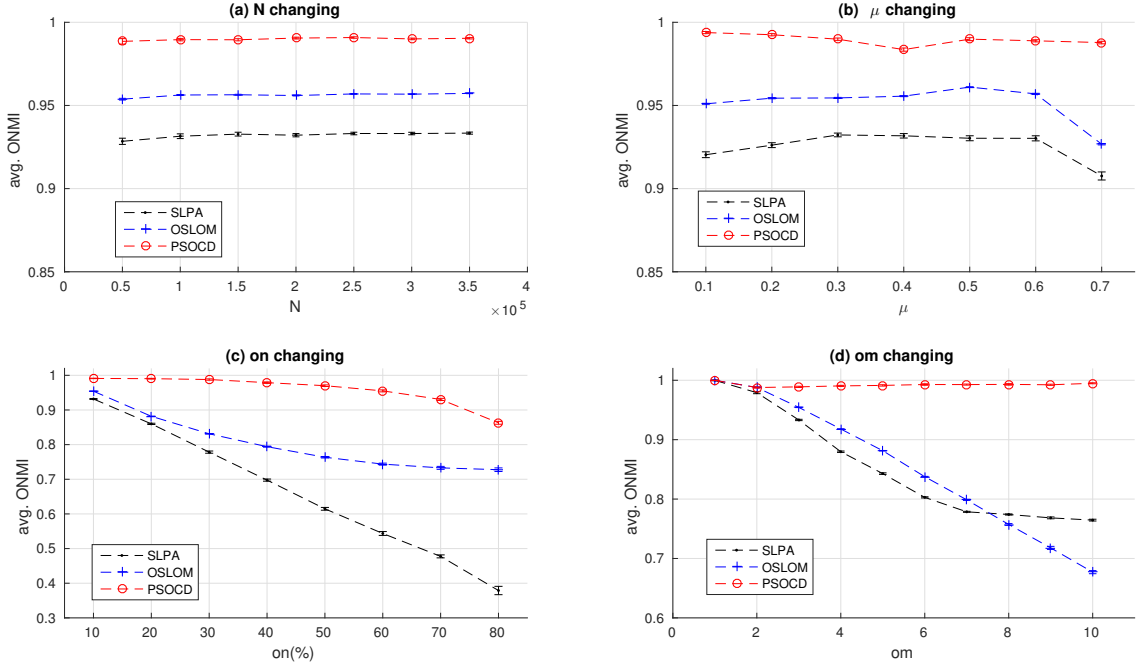 (a) N changing
avg. ONMI
1
0.95
0.9
0.85
SLPA
OSLOM
PSOCD
0 0.5 1 1.5 2 2.5 3 3.5 4
N
×10^5
(b) μ changing
avg. ONMI
1
0.95
0.9
0.85
SLPA
OSLOM
PSOCD
0.1 0.2 0.3 0.4 0.5 0.6 0.7
μ
(c) on changing
avg. ONMI
1
0.9
0.8
0.7
0.6
0.5
0.4
0.3
SLPA
OSLOM
PSOCD
10 20 30 40 50 60 70 80
on(%)
(d) om changing
avg. ONMI
1
0.9
0.8
0.7
0.6
SLPA
OSLOM
PSOCD
0 2 4 6 8 10
om